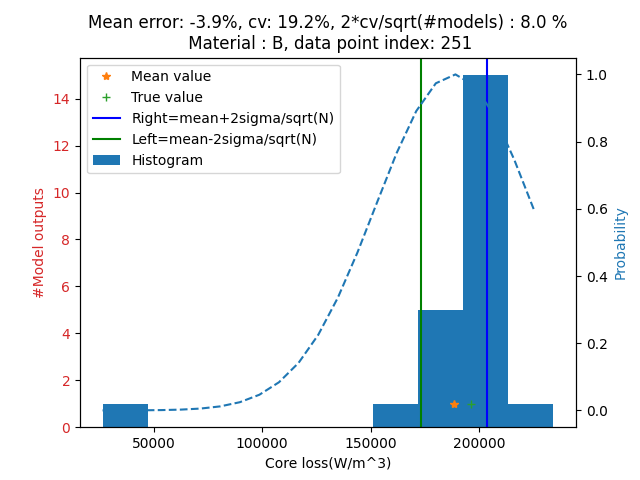 Mean error: -3.9%, cv: 19.2%, 2*cv/sqrt(#models) : 8.0 %
Material : B, data point index: 251
Mean value
True value
Right=mean+2sigma/sqrt(N)
Left=mean-2sigma/sqrt(N)
Histogram
#Model outputs
14
12
10
8
6
4
2
0
1.0
0.8
0.6
0.4
0.2
0.0
Probability
50000 100000 150000 200000
Core loss(W/m^3)